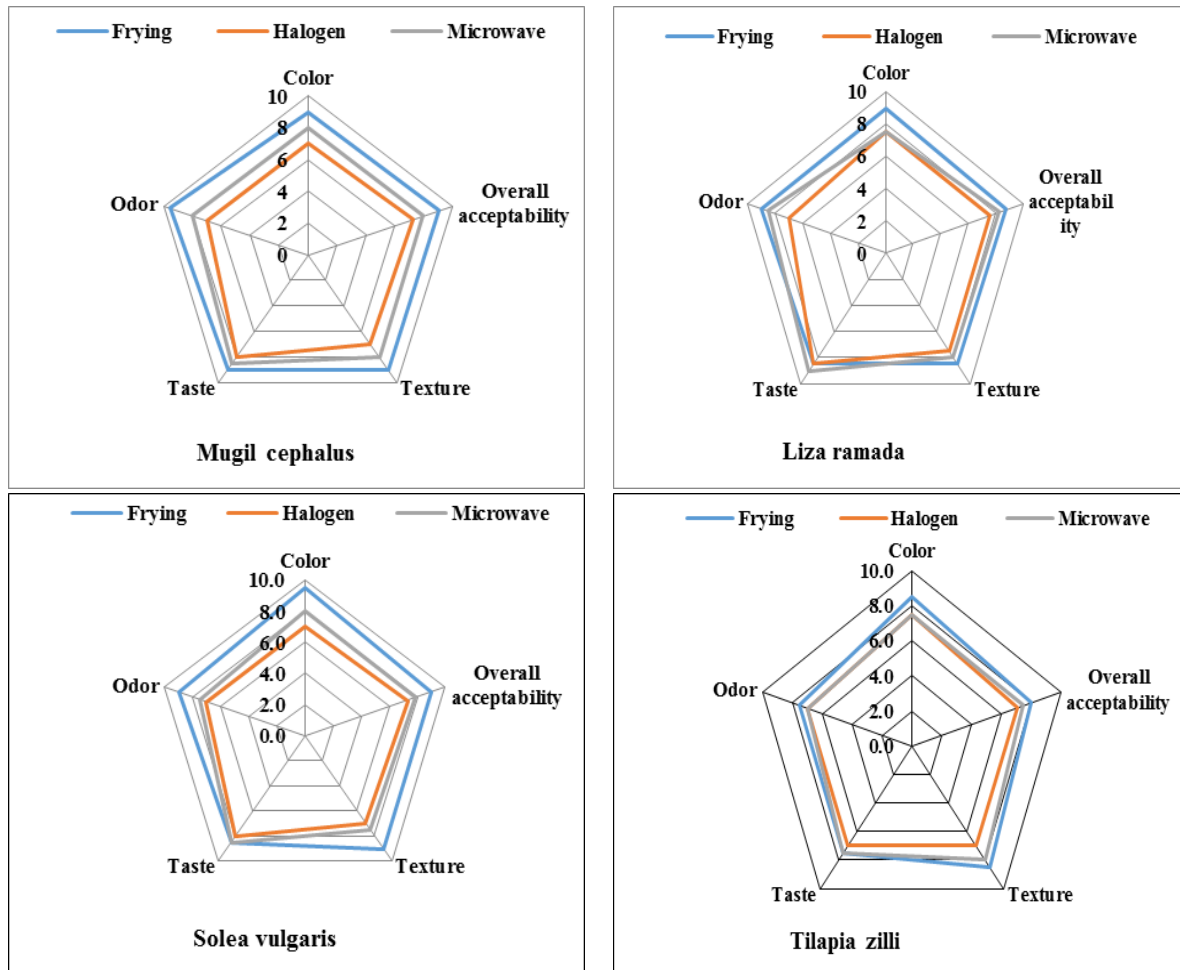 Frying Halogen Microwave
Color
10
8
6
4
2
0
Overall
acceptability
Texture
Taste
Odor
Mugil cephalus
Frying Halogen Microwave
Color
10
8
6
4
2
0
Overall
acceptabil
ity
Texture
Taste
Odor
Liza ramada
Frying Halogen Microwave
Color
10.0
8.0
6.0
4.0
2.0
0.0
Overall
acceptability
Texture
Taste
Odor
Solea vulgaris
Frying Halogen Microwave
Color
10.0
8.0
6.0
4.0
2.0
0.0
Overall
acceptability
Texture
Taste
Odor
Tilapia zilli